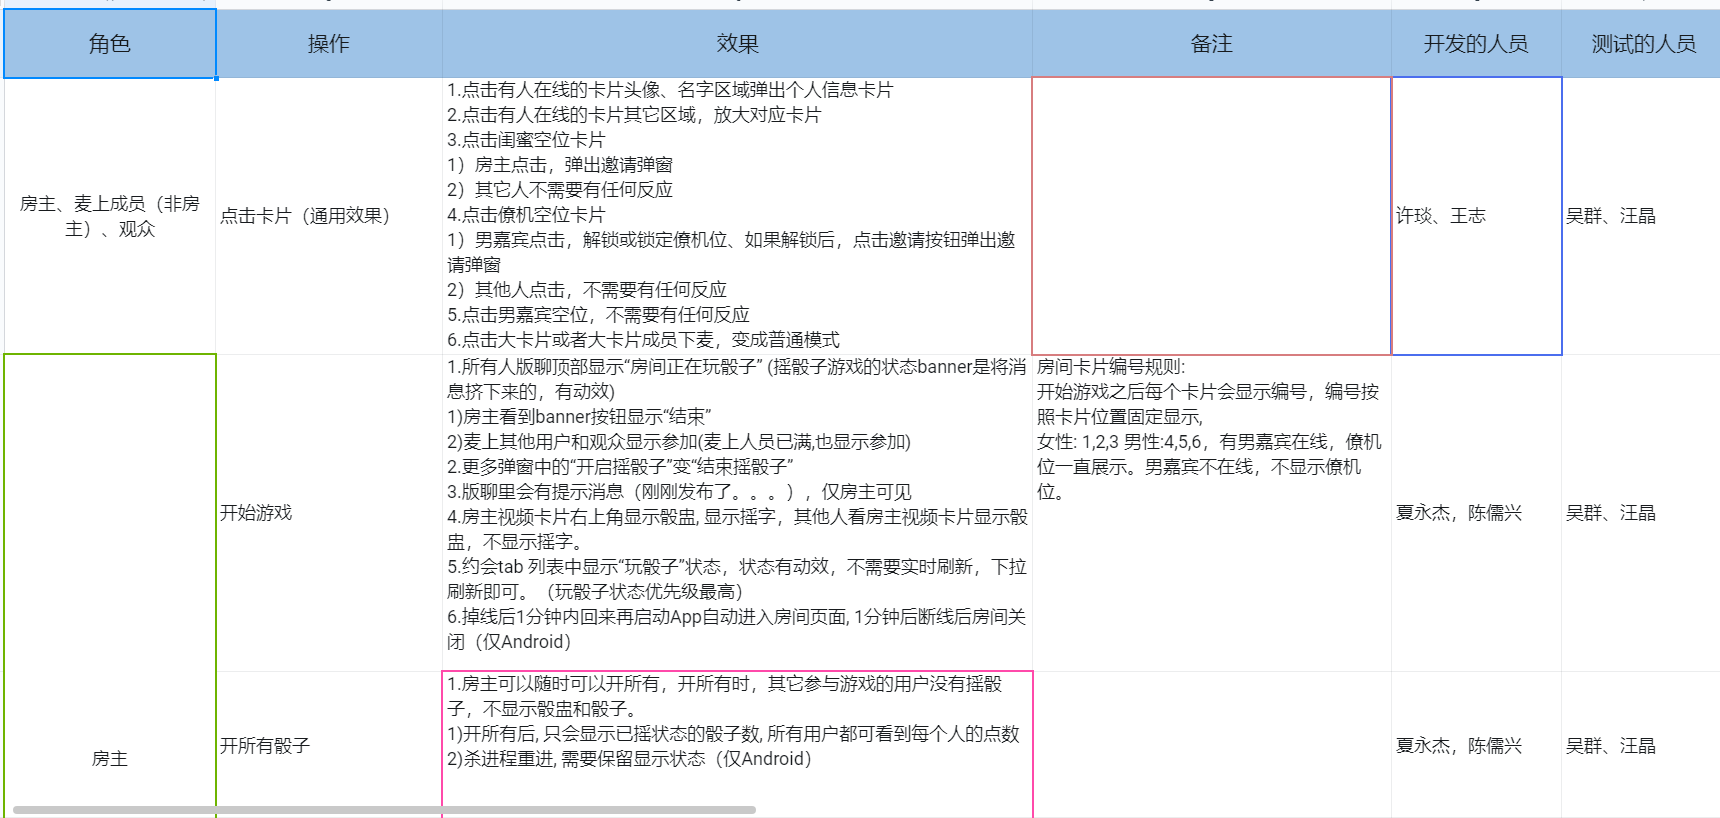 角色
操作
效果
备注
开发的人员
测试的人员
房主、麦上成员（非房
主）、观众
点击卡片（通用效果）
1.点击有人在线的卡片头像、名字区域弹出个人信息卡片
2.点击有人在线的卡片其它区域，放大对应卡片
3.点击闺蜜空位卡片
1）房主点击，弹出邀请弹窗
2）其它人不需要有任何反应
4.点击僚机空位卡片
1）男嘉宾点击，解锁或锁定僚机位、如果解锁后，点击邀请按钮弹出邀
请弹窗
2）其他人点击，不需要有任何反应
5.点击男嘉宾空位，不需要有任何反应
6.点击大卡片或者大卡片成员下麦，变成普通模式
许琰、王志
吴群、汪晶
房主
开始游戏
1.所有人版聊顶部显示“房间正在玩骰子” (摇骰子游戏的状态banner是将消
息挤下来的，有动效)
1)房主看到banner按钮显示“结束”
2)麦上其他用户和观众显示参加(麦上人员已满,也显示参加)
2.更多弹窗中的“开启摇骰子”变“结束摇骰子”
3.版聊里会有提示消息（刚刚发布了。。。），仅房主可见
4.房主视频卡片右上角显示骰盅, 显示摇字，其他人看房主视频卡片显示骰
盅，不显示摇字。
5.约会tab 列表中显示“玩骰子”状态，状态有动效，不需要实时刷新，下拉
刷新即可。（玩骰子状态优先级最高）
6.掉线后1分钟内回来再启动App自动进入房间页面, 1分钟后断线后房间关
闭（仅Android）
房间卡片编号规则:
开始游戏之后每个卡片会显示编号，编号按
照卡片位置固定显示,
女性: 1,2,3 男性:4,5,6，有男嘉宾在线，僚机
位一直展示。男嘉宾不在线，不显示僚机
位。
夏永杰，陈儒兴
吴群、汪晶
开所有骰子
1.房主可以随时可以开所有，开所有时，其它参与游戏的用户没有摇骰
子，不显示骰盅和骰子。
1)开所有后, 只会显示已摇状态的骰子数, 所有用户都可看到每个人的点数
2)杀进程重进, 需要保留显示状态（仅Android）
夏永杰，陈儒兴
吴群、汪晶